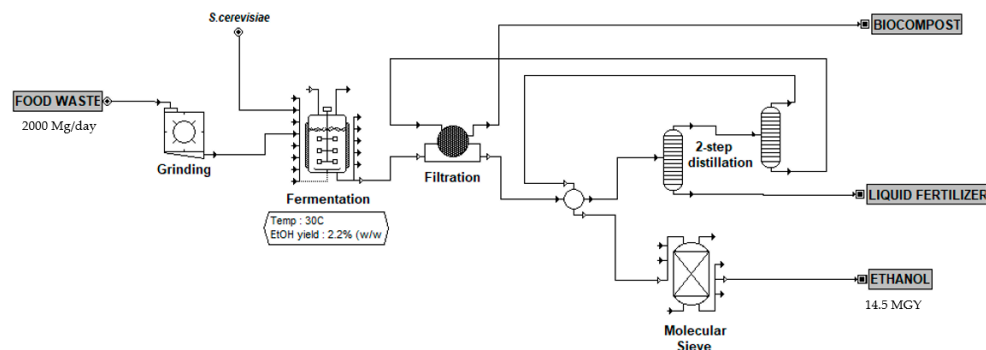 S.cerevisiae
BIOCOMPOST
FOOD WASTE
2000 Mg/day
Grinding
Fermentation
Temp : 30C
EtOH yield : 2.2% (w/w
Filtration
2-step
distillation
LIQUID FERTILIZER
ETHANOL
14.5 MGY
Molecular
Sieve